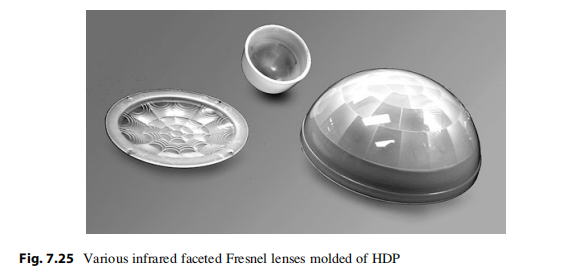 Fig. 7.25 Various infrared faceted Fresnel lenses molded of HDP